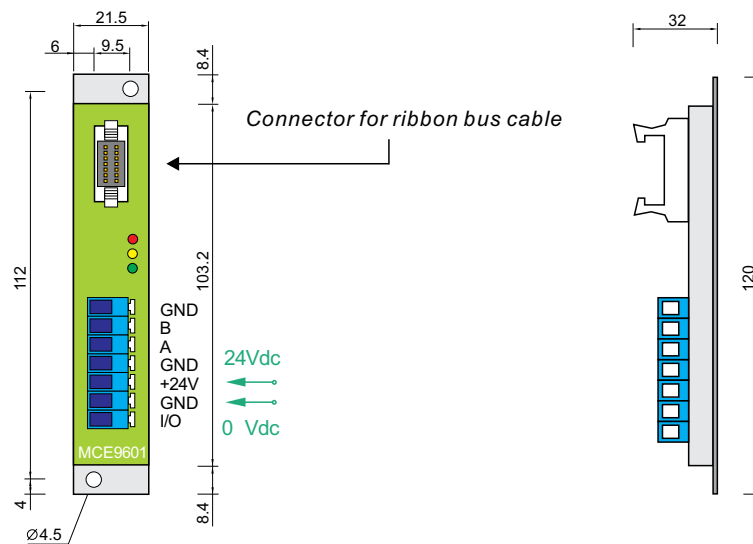 21.5
6
9.5
8.4
32
Connector for ribbon bus cable
112
103.2
120
GND
B
A
GND
24Vdc
+24V
GND
I/O
0 Vdc
MCE9601
4
8.4
Ø4.5